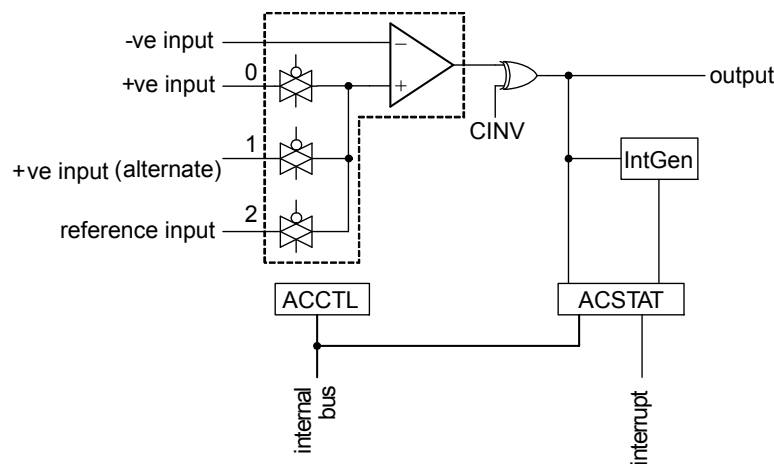 -ve input
−
0
+ve input
+
output
CINV
1
+ve input (alternate)
IntGen
2
reference input
ACCTL
ACSTAT
internal
bus
interrupt